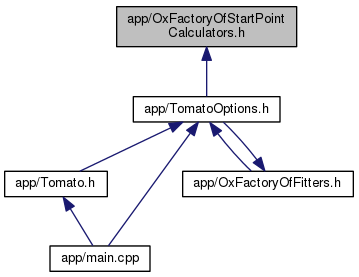 app/OxFactoryOfStartPoint
Calculators.h
app/TomatoOptions.h
app/Tomato.h
app/OxFactoryOfFitters.h
app/main.cpp